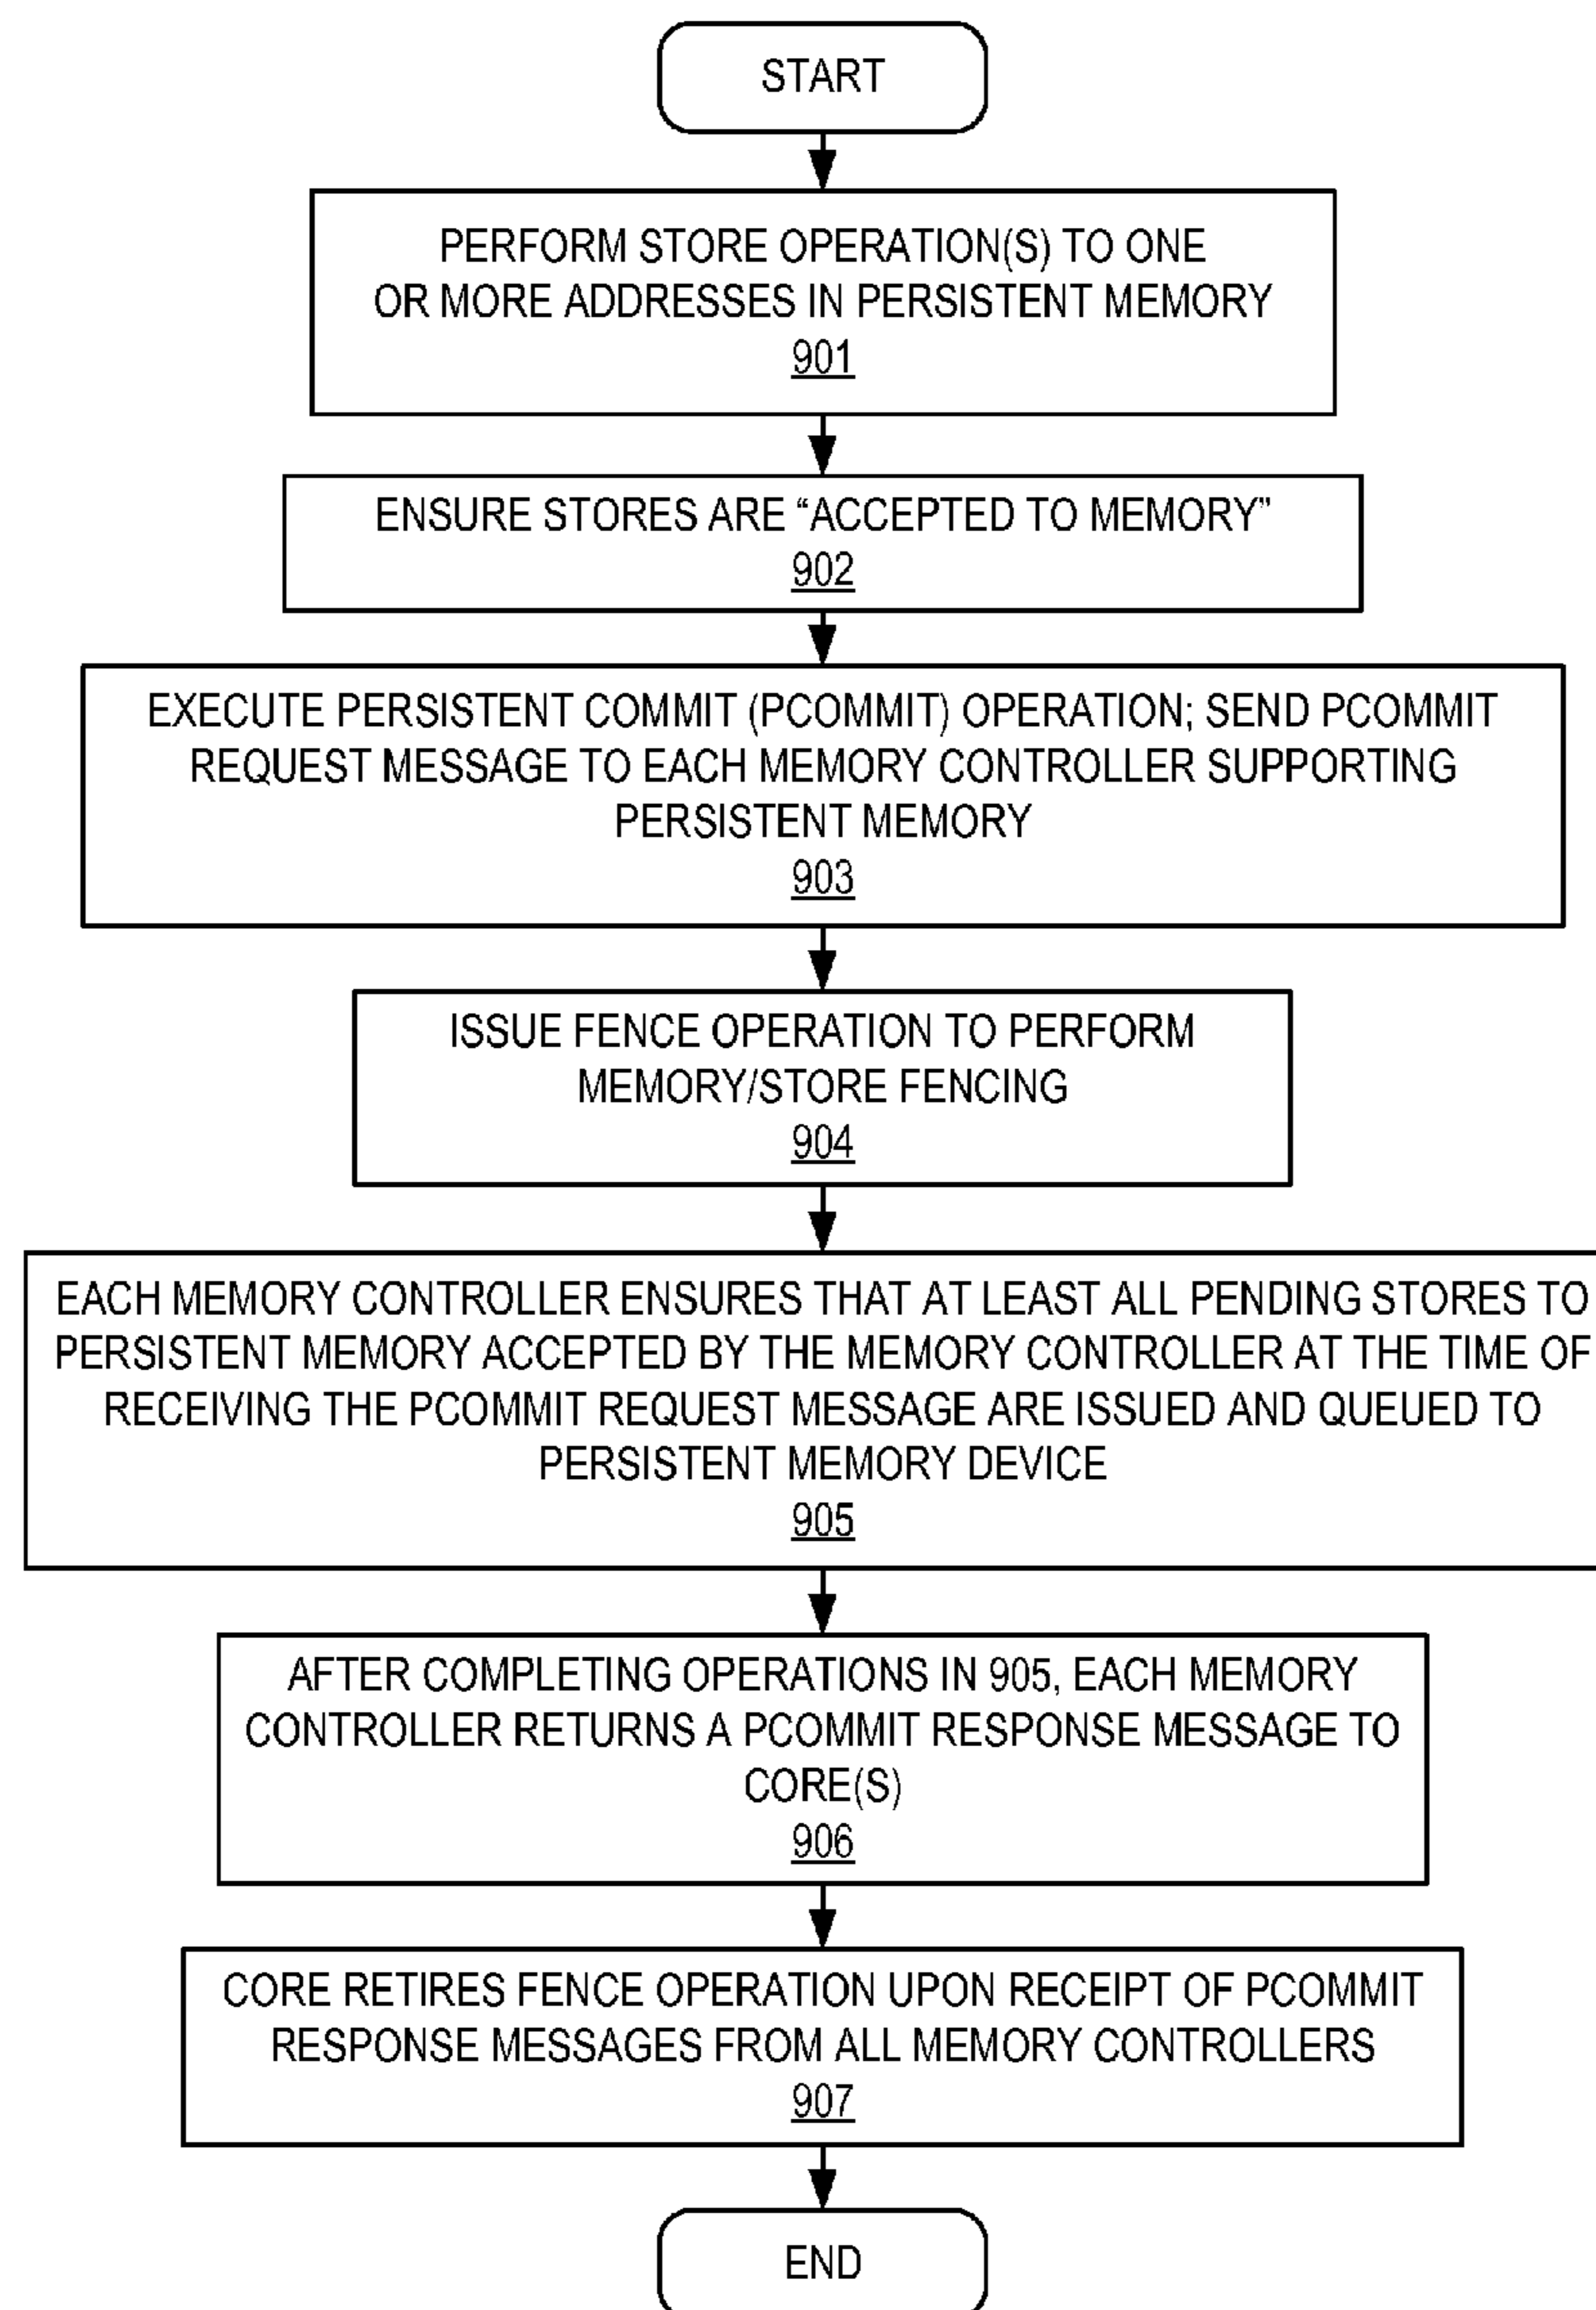 START
PERFORM STORE OPERATION(S) TO ONE
OR MORE ADDRESSES IN PERSISTENT MEMORY
901
ENSURE STORES ARE “ACCEPTED TO MEMORY”
902
EXECUTE PERSISTENT COMMIT (PCOMMIT) OPERATION; SEND PCOMMIT
REQUEST MESSAGE TO EACH MEMORY CONTROLLER SUPPORTING
PERSISTENT MEMORY
903
ISSUE FENCE OPERATION TO PERFORM
MEMORY/STORE FENCING
904
EACH MEMORY CONTROLLER ENSURES THAT AT LEAST ALL PENDING STORES TO
PERSISTENT MEMORY ACCEPTED BY THE MEMORY CONTROLLER AT THE TIME OF
RECEIVING THE PCOMMIT REQUEST MESSAGE ARE ISSUED AND QUEUED TO
PERSISTENT MEMORY DEVICE
905
AFTER COMPLETING OPERATIONS IN 905, EACH MEMORY
CONTROLLER RETURNS A PCOMMIT RESPONSE MESSAGE TO
CORE(S)
906
CORE RETIRES FENCE OPERATION UPON RECEIPT OF PCOMMIT
RESPONSE MESSAGES FROM ALL MEMORY CONTROLLERS
907
END